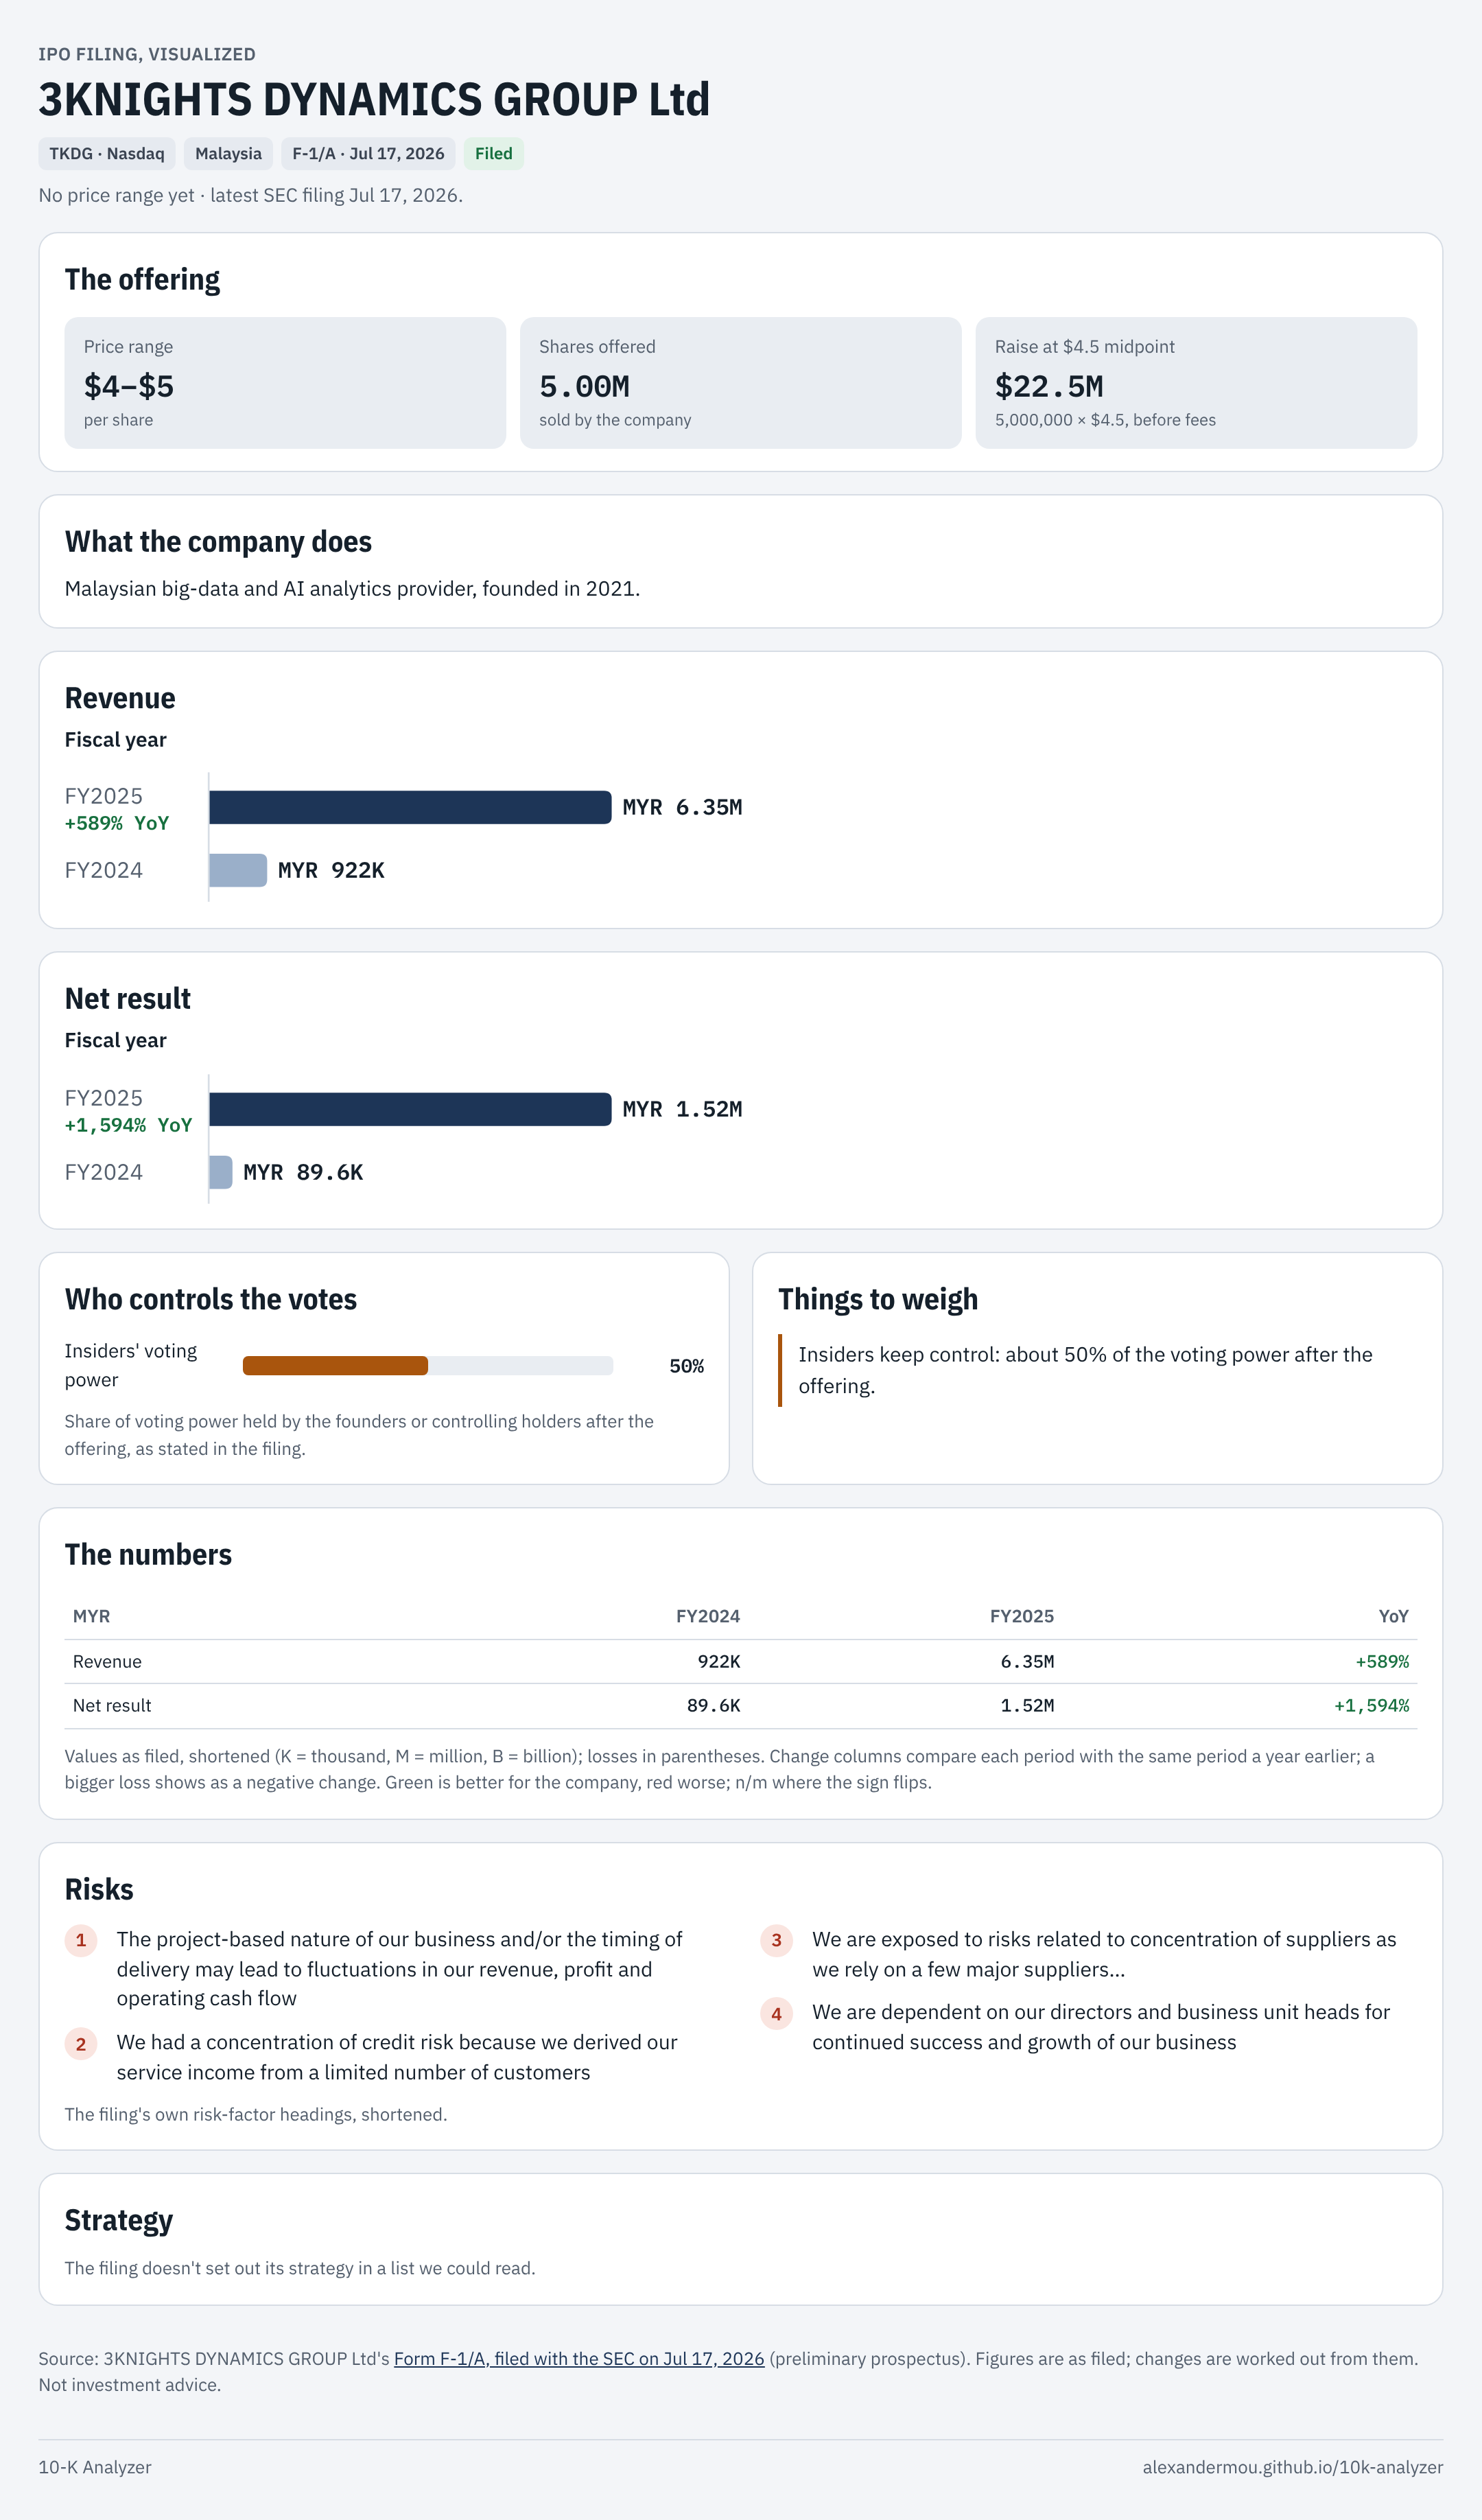 IPO FILING, VISUALIZED
3KNIGHTS DYNAMICS GROUP Ltd
TKDG · Nasdaq
Malaysia
F-1/A · Jul 17, 2026
Filed
No price range yet · latest SEC filing Jul 17, 2026.
The offering
Price range
$4–$5
per share
Shares offered
5.00M
sold by the company
Raise at $4.5 midpoint
$22.5M
5,000,000 × $4.5, before fees
What the company does
Malaysian big-data and AI analytics provider, founded in 2021.
Revenue
Fiscal year
FY2025
+589% YoY
MYR 6.35M
FY2024
MYR 922K
Net result
Fiscal year
FY2025
+1,594% YoY
MYR 1.52M
FY2024
MYR 89.6K
Who controls the votes
Insiders' voting
power
50%
Share of voting power held by the founders or controlling holders after the
offering, as stated in the filing.
Things to weigh
Insiders keep control: about 50% of the voting power after the
offering.
The numbers
MYR FY2024 FY2025 YoY
Revenue 922K 6.35M +589%
Net result 89.6K 1.52M +1,594%
Values as filed, shortened (K = thousand, M = million, B = billion); losses in parentheses. Change columns compare each period with the same period a year earlier; a
bigger loss shows as a negative change. Green is better for the company, red worse; n/m where the sign flips.
Risks
1 The project-based nature of our business and/or the timing of
delivery may lead to fluctuations in our revenue, profit and
operating cash flow
2 We had a concentration of credit risk because we derived our
service income from a limited number of customers
3 We are exposed to risks related to concentration of suppliers as
we rely on a few major suppliers…
4 We are dependent on our directors and business unit heads for
continued success and growth of our business
The filing's own risk-factor headings, shortened.
Strategy
The filing doesn't set out its strategy in a list we could read.
Source: 3KNIGHTS DYNAMICS GROUP Ltd's Form F-1/A, filed with the SEC on Jul 17, 2026 (preliminary prospectus). Figures are as filed; changes are worked out from them.
Not investment advice.
10-K Analyzer
alexandermou.github.io/10k-analyzer